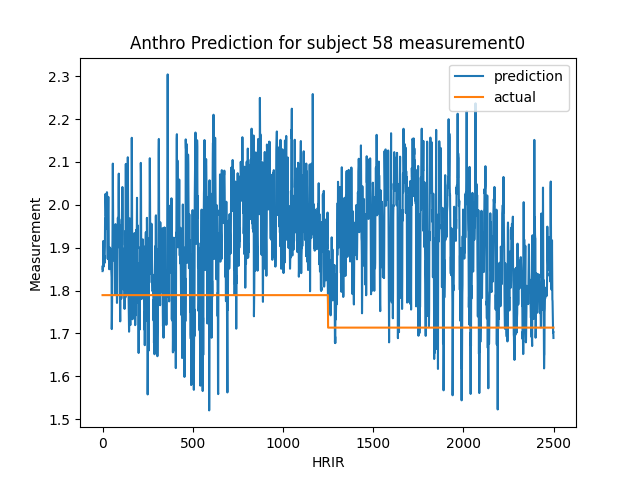 Anthro Prediction for subject 58 measurement0
prediction
actual
Measurement
2.3
2.2
2.1
2.0
1.9
1.8
1.7
1.6
1.5
0 500 1000 1500 2000 2500
HRIR